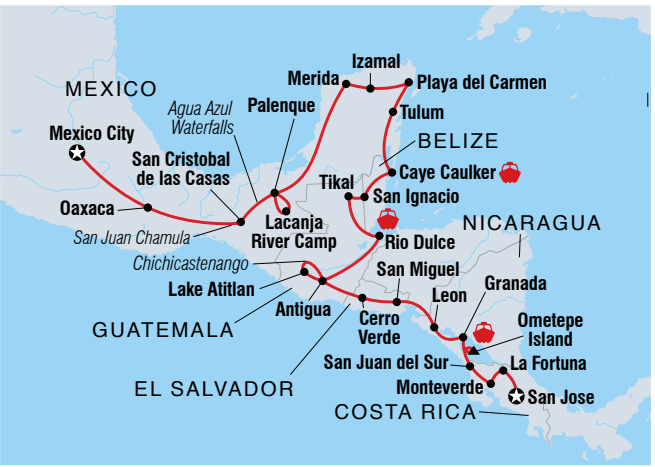 Izamal
Merida
Playa del Carmen
MEXICO
Agua Azul
Waterfalls
Palenque
Tulum
Mexico City
BELIZE
San Cristobal
de las Casas
Caye Caulker
Tikal
San Ignacio
Oaxaca
Lacanja
River Camp
NICARAGUA
San Juan Chamula
Rio Dulce
Chichicastenango
San Miguel
Lake Atitlan
Granada
Leon
Antigua
Cerro
Verde
Ometepe
Island
GUATEMALA
San Juan del Sur
La Fortuna
EL SALVADOR
Monteverde
San Jose
COSTA RICA